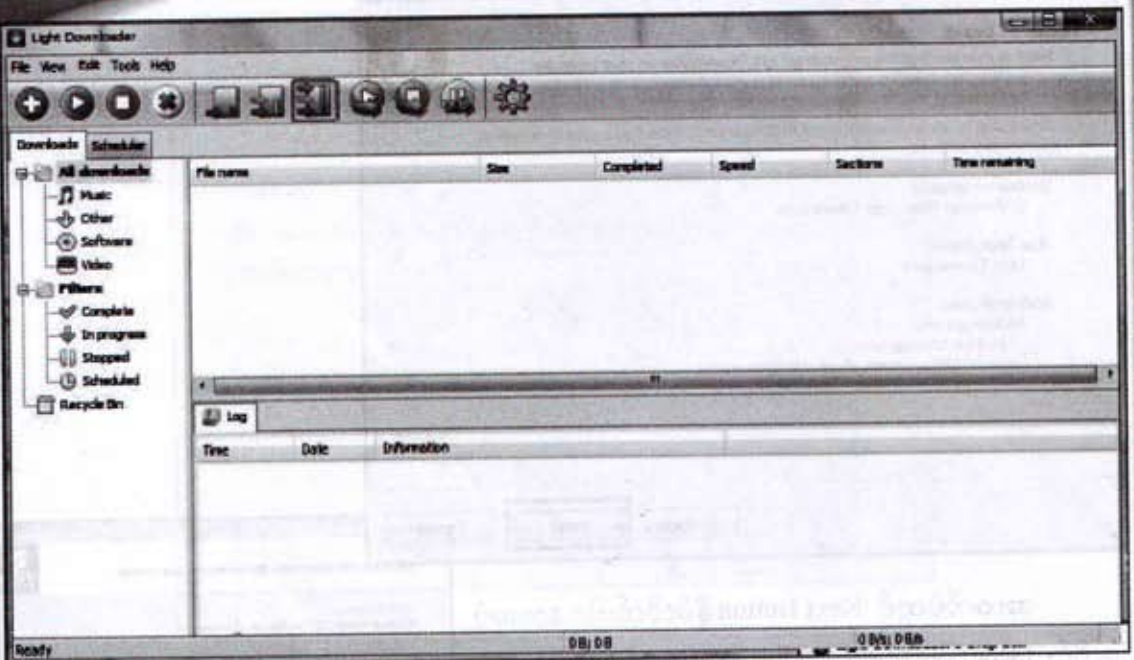 Light Downloader
File View Edit Tools Help
Downloads Scheduler
All downloads
Music
Other
Software
Video
Filters
Complete
In progress
Stopped
Scheduled
Recycle Bin
File name Size Completed Speed Sections Time remaining
Log
Time Date Information
Ready 0 B/ 0 B 0 B/s/ 0 B/s